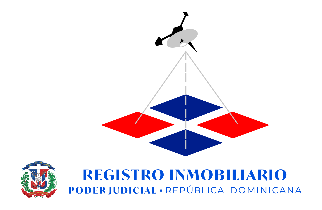 REGISTRO INMOBILIARIO
PODER JUDICIAL • REPÚBLICA DOMINICANA